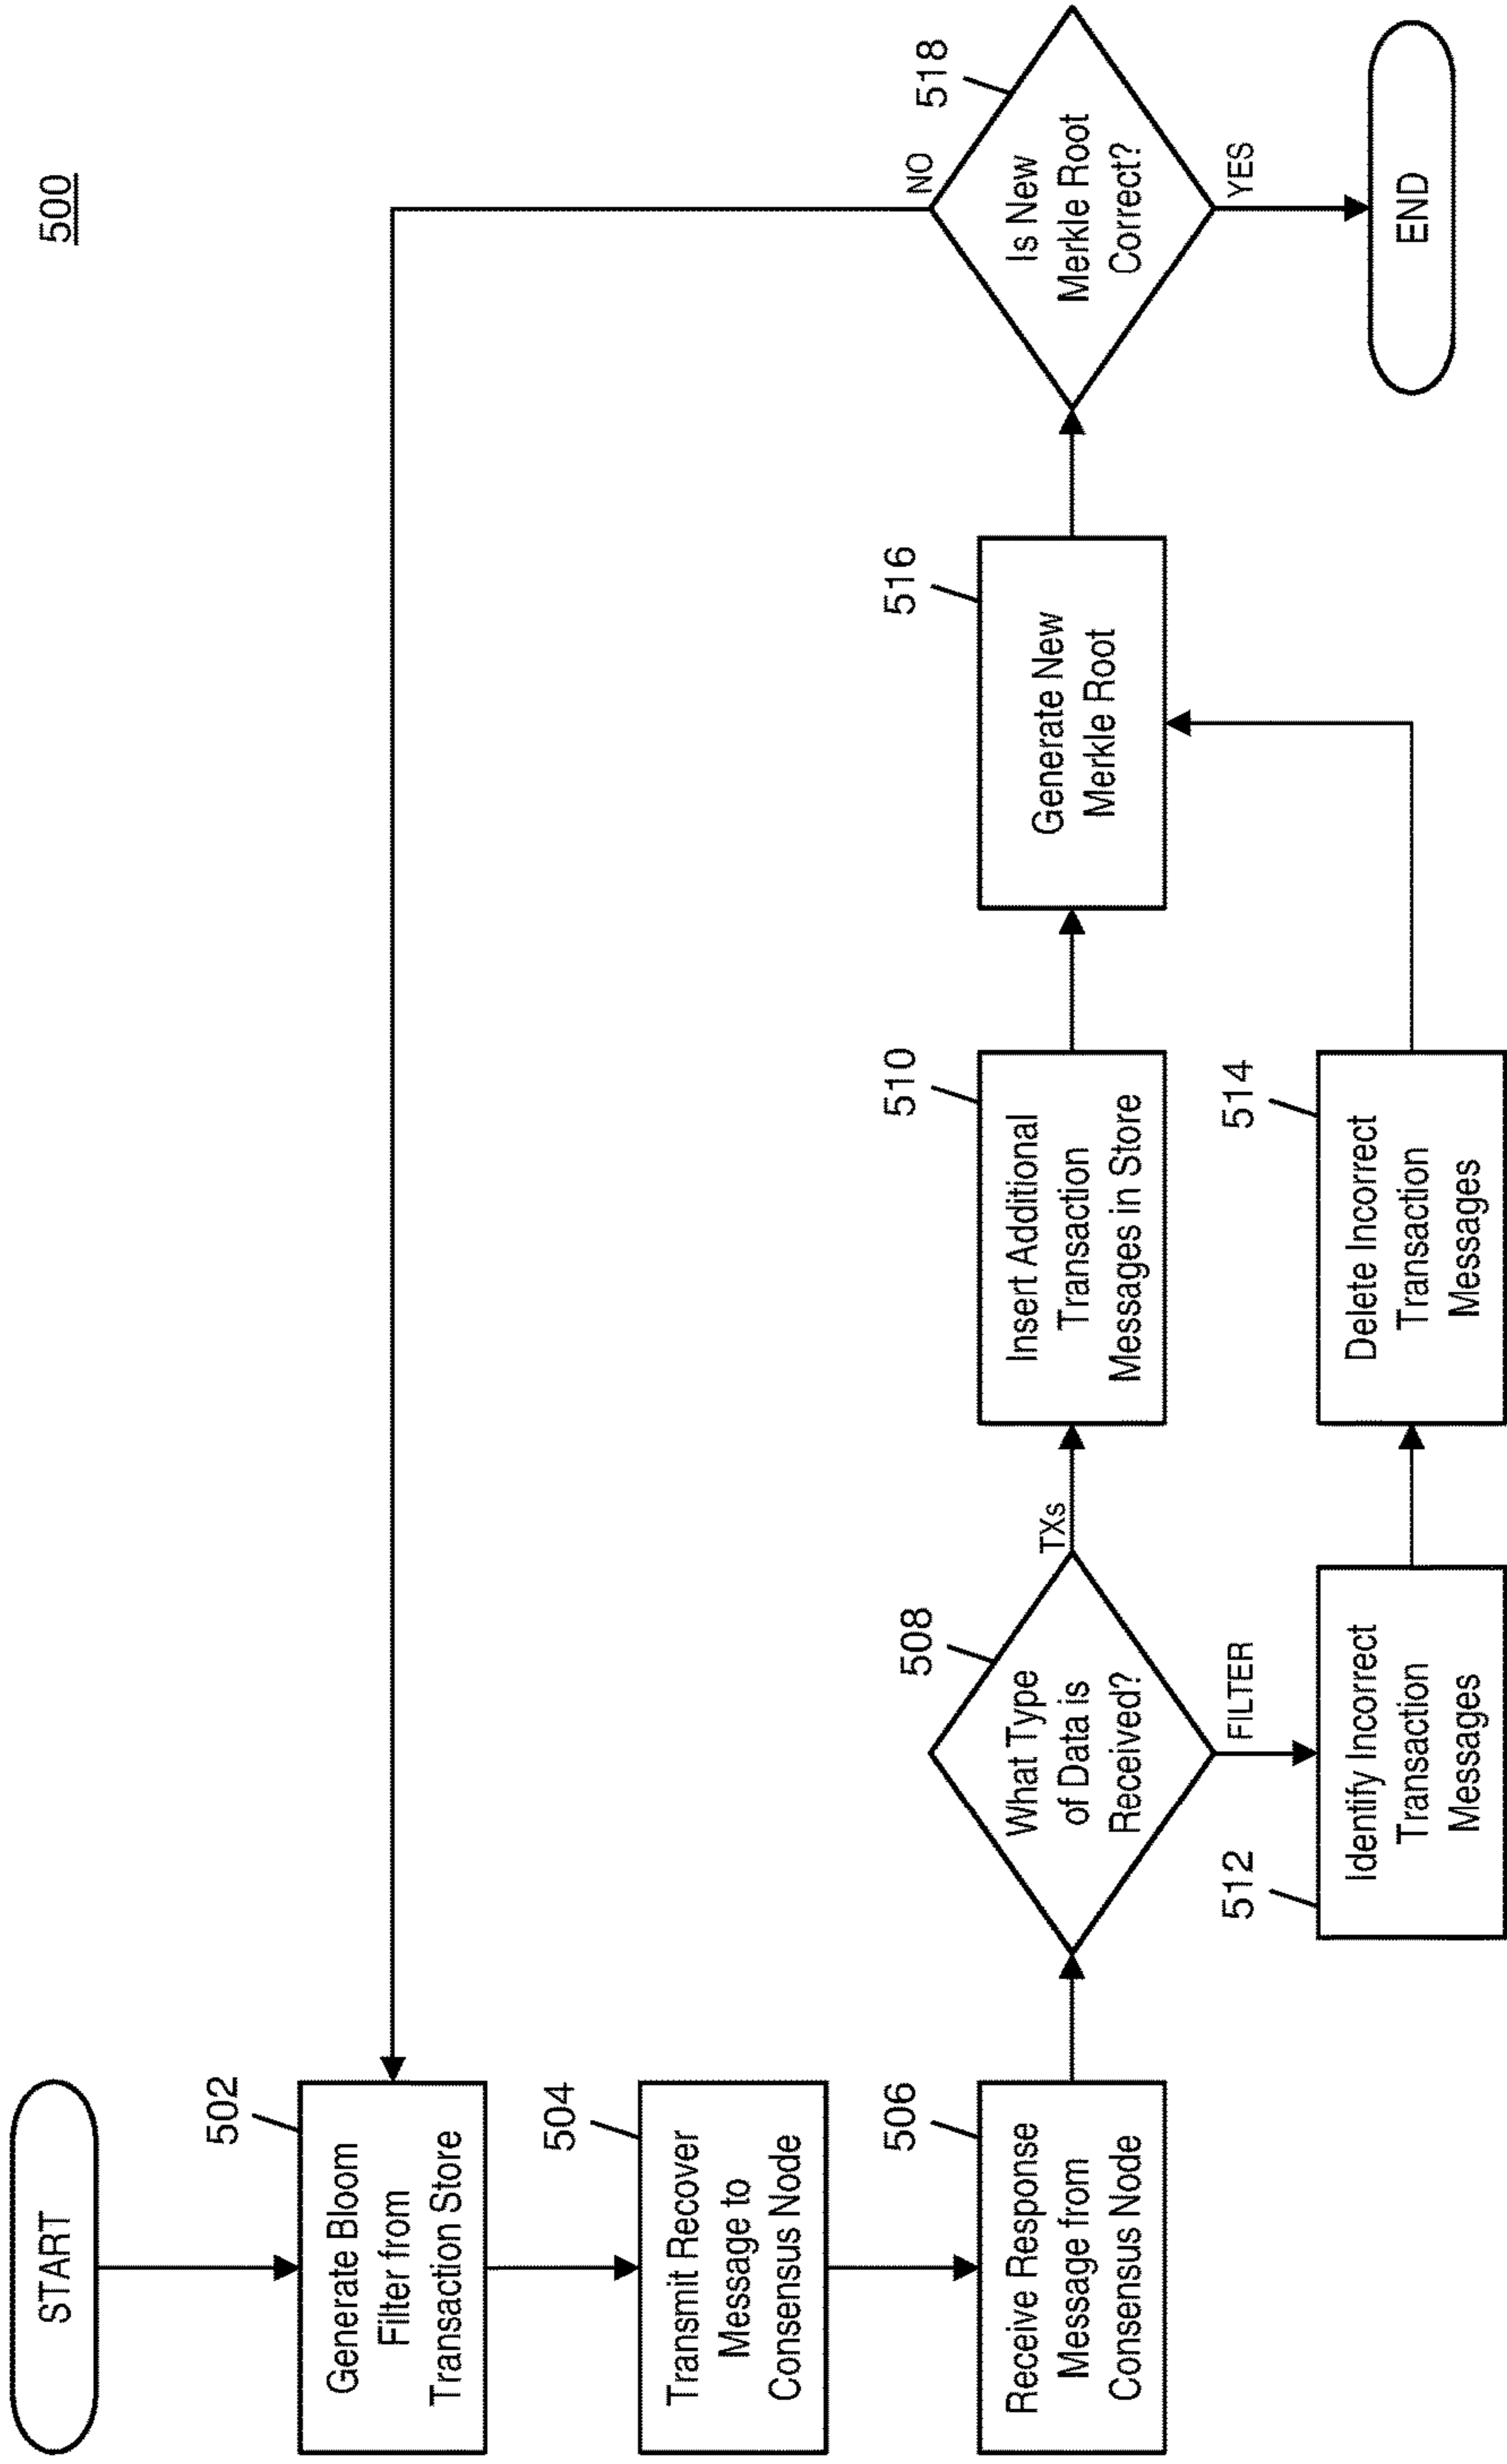 500
START
502
Generate Bloom
Filter from
Transaction Store
504
Transmit Recover
Message to
Consensus Node
506
Receive Response
Message from
Consensus Node
508
What Type
of Data is
Received?
TXs
FILTER
510
Insert Additional
Transaction
Messages in Store
512
Identify Incorrect
Transaction
Messages
514
Delete Incorrect
Transaction
Messages
516
Generate New
Merkle Root
518
Is New
Merkle Root
Correct?
NO
YES
END